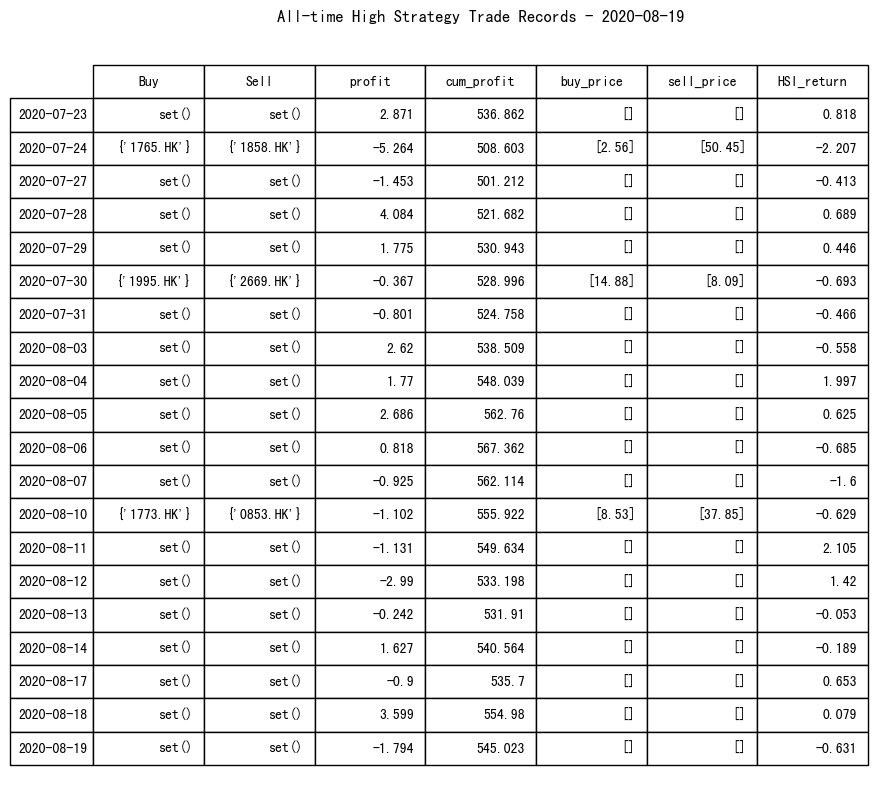 All-time High Strategy Trade Records - 2020-08-19
Buy Sell profit cum_profit buy_price sell_price HSI_return
2020-07-23 set() set() 2.871 536.862 [] [] 0.818
2020-07-24 {'1765.HK'} {'1858.HK'} -5.264 508.603 [2.56] [50.45] -2.207
2020-07-27 set() set() -1.453 501.212 [] [] -0.413
2020-07-28 set() set() 4.084 521.682 [] [] 0.689
2020-07-29 set() set() 1.775 530.943 [] [] 0.446
2020-07-30 {'1995.HK'} {'2669.HK'} -0.367 528.996 [14.88] [8.09] -0.693
2020-07-31 set() set() -0.801 524.758 [] [] -0.466
2020-08-03 set() set() 2.62 538.509 [] [] -0.558
2020-08-04 set() set() 1.77 548.039 [] [] 1.997
2020-08-05 set() set() 2.686 562.76 [] [] 0.625
2020-08-06 set() set() 0.818 567.362 [] [] -0.685
2020-08-07 set() set() -0.925 562.114 [] [] -1.6
2020-08-10 {'1773.HK'} {'0853.HK'} -1.102 555.922 [8.53] [37.85] -0.629
2020-08-11 set() set() -1.131 549.634 [] [] 2.105
2020-08-12 set() set() -2.99 533.198 [] [] 1.42
2020-08-13 set() set() -0.242 531.91 [] [] -0.053
2020-08-14 set() set() 1.627 540.564 [] [] -0.189
2020-08-17 set() set() -0.9 535.7 [] [] 0.653
2020-08-18 set() set() 3.599 554.98 [] [] 0.079
2020-08-19 set() set() -1.794 545.023 [] [] -0.631